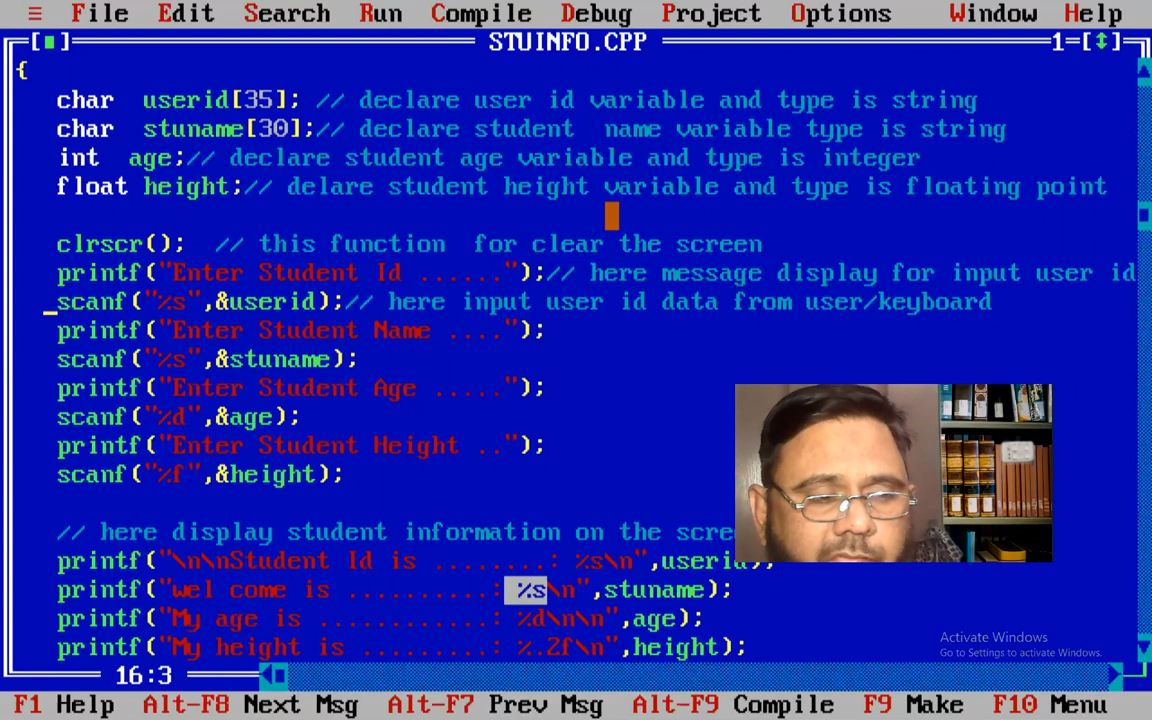 ≡ File Edit Search Run Compile Debug Project Options Window Help
[■] STUINFO.CPP 1=[↕]
{
char userid[35]; // declare user id variable and type is string
char stuname[30];// declare student name variable type is string
int age;// declare student age variable and type is integer
float height;// delare student height variable and type is floating point
clrscr(); // this function for clear the screen
printf("Enter Student Id ......");// here message display for input user id
scanf("%s",&userid);// here input user id data from user/keyboard
printf("Enter Student Name ....");
scanf("%s",&stuname);
printf("Enter Student Age .....");
scanf("%d",&age);
printf("Enter Student Height ..");
scanf("%f",&height);
// here display student information on the
printf("\n\nStudent Id is ........: %s\n",userid);
printf("wel come is ..........: %s\n",stuname);
printf("My age is ............: %d\n\n",age);
printf("My height is .........: %.2f\n",height);
Activate Windows
Go to Settings to activate Windows.
16:3
F1 Help Alt-F8 Next Msg Alt-F7 Prev Msg Alt-F9 Compile F9 Make F10 Menu